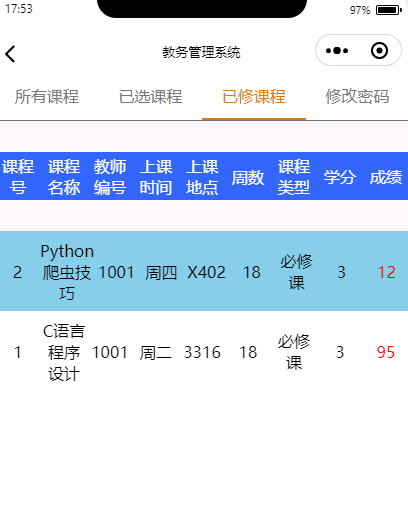 17:53
97%
教务管理系统
所有课程 已选课程 已修课程 修改密码
课程号 课程名称 教师编号 上课时间 上课地点 周数 课程类型 学分 成绩
2 Python爬虫技巧 1001 周四 X402 18 必修课 3 12
1 C语言程序设计 1001 周二 3316 18 必修课 3 95